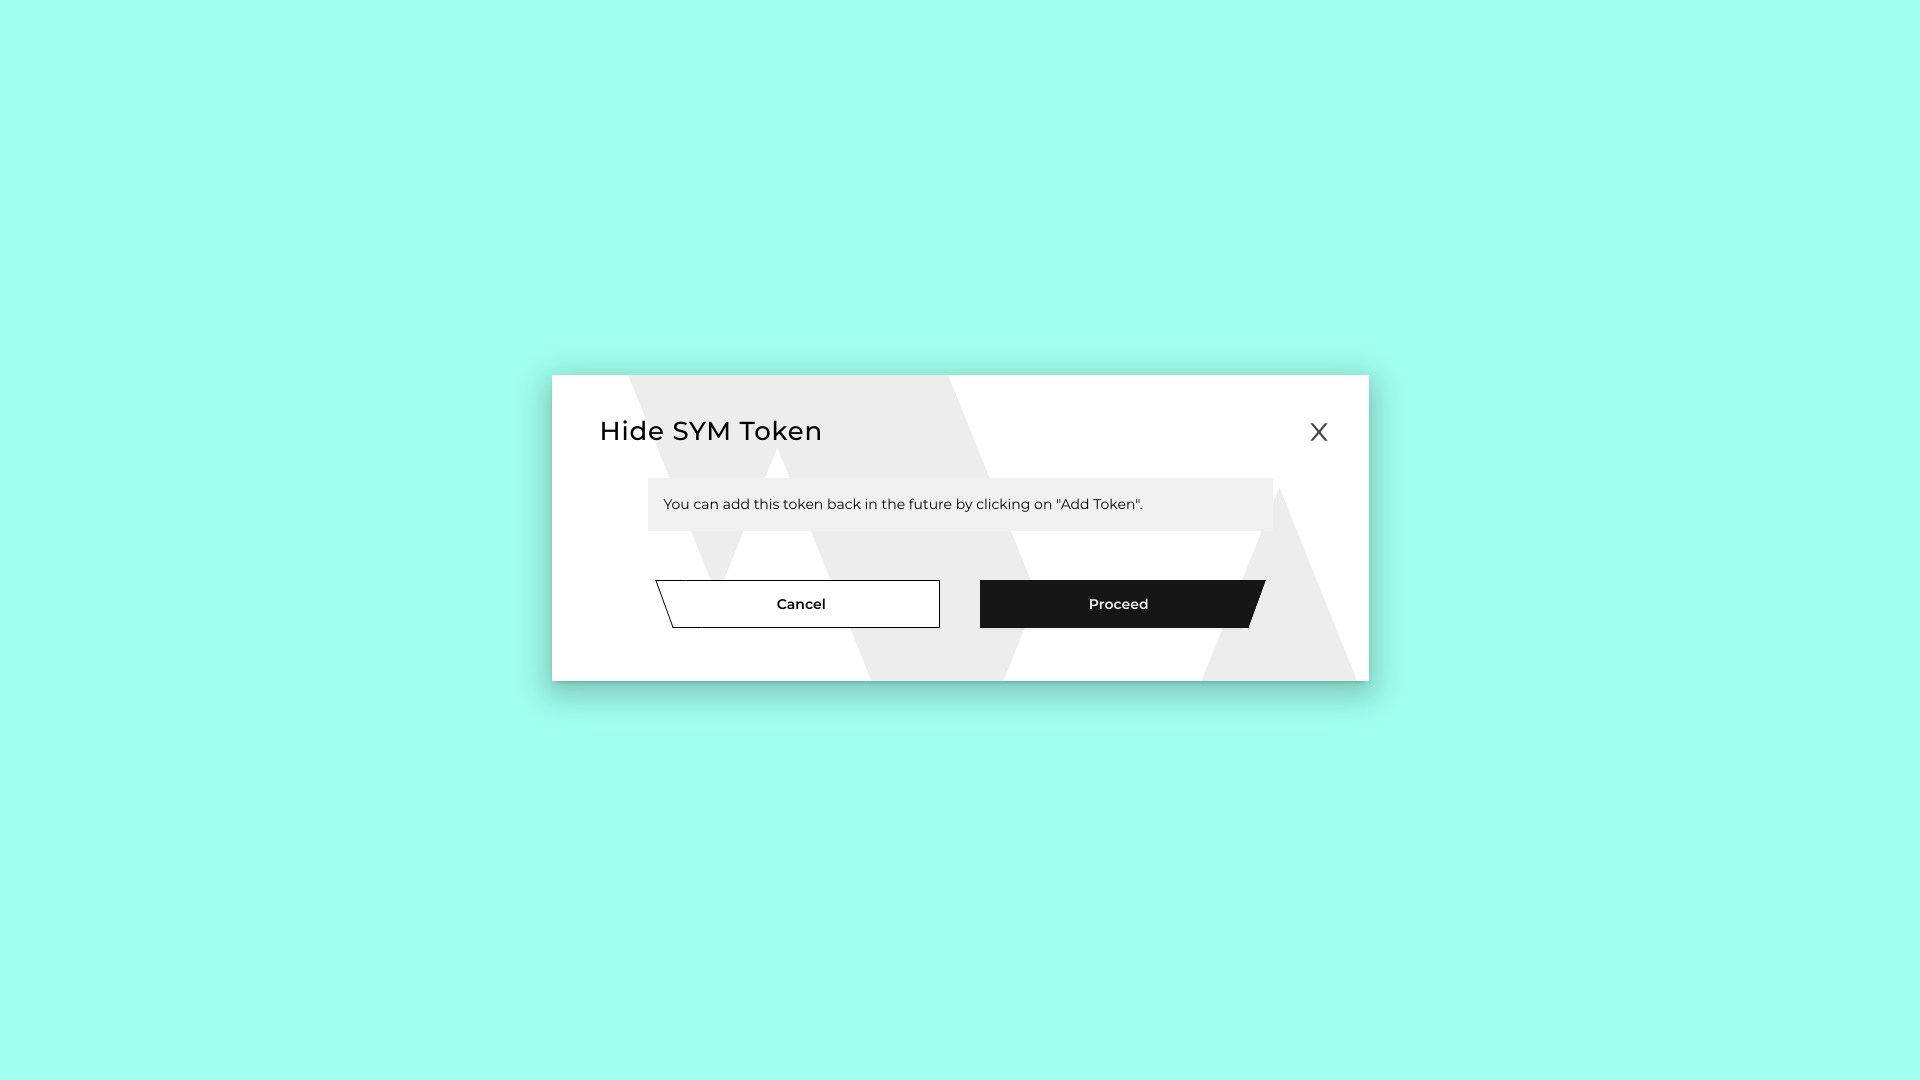 Hide SYM Token
X
You can add this token back in the future by clicking on "Add Token".
Cancel
Proceed